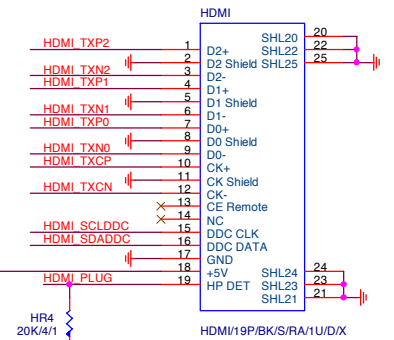 HDMI
HDMI_TXP2 1 D2+ SHL20 20
2 D2 Shield SHL22 22
HDMI_TXN2 3 D2- SHL25 25
HDMI_TXP1 4 D1+
5 D1 Shield
HDMI_TXN1 6 D1-
HDMI_TXP0 7 D0+
8 D0 Shield
HDMI_TXN0 9 D0-
HDMI_TXCP 10 CK+
11 CK Shield
HDMI_TXCN 12 CK-
13 CE Remote
14 NC
HDMI_SCLDDC 15 DDC CLK
HDMI_SDADDC 16 DDC DATA
17 GND
18 +5V SHL24 24
HDMI_PLUG 19 HP DET SHL23 23
SHL21 21
HR4
20K/4/1
HDMI/19P/BK/S/RA/1U/D/X